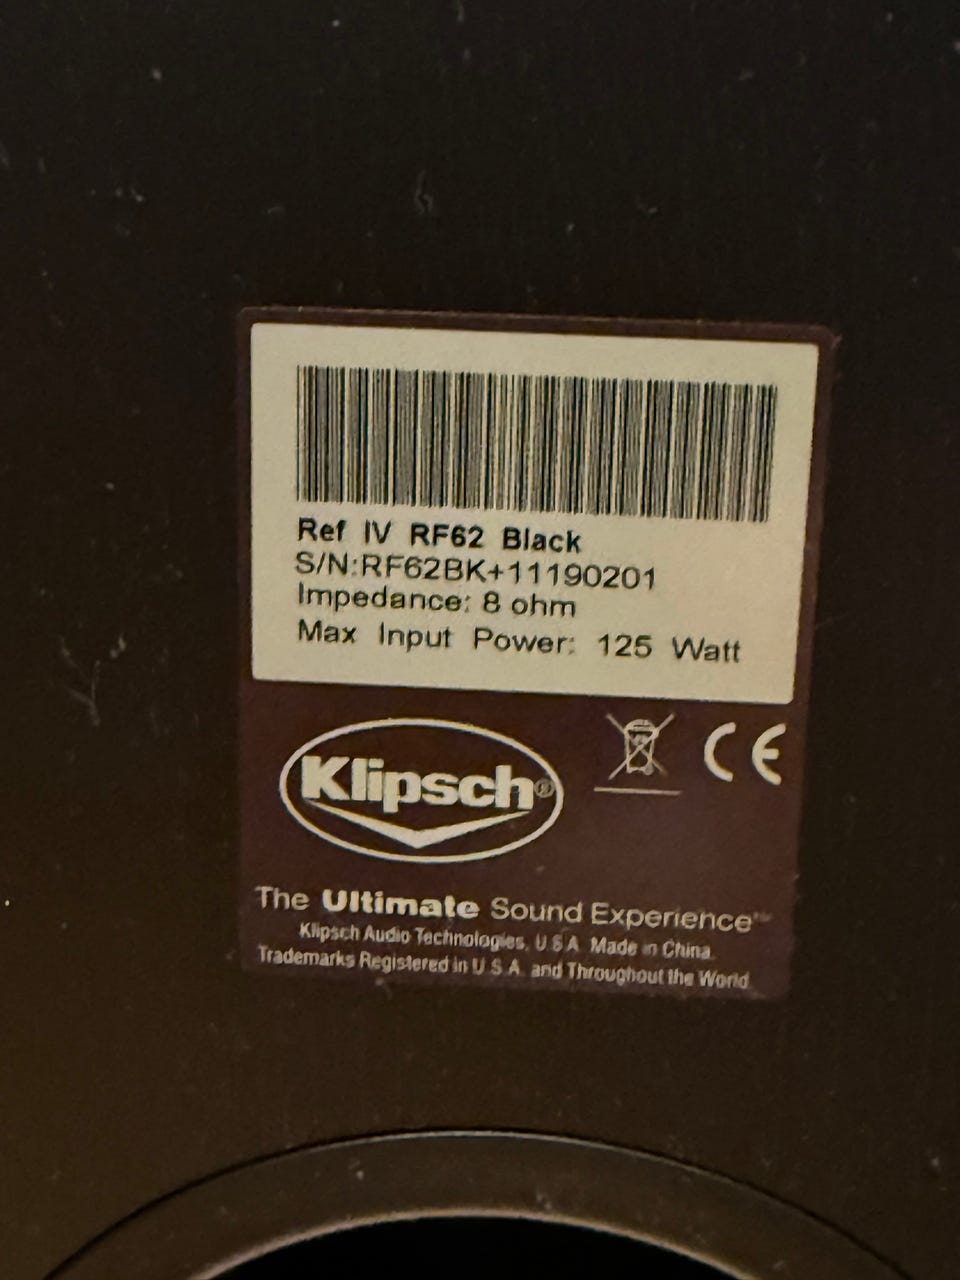 Ref IV RF62 Black
S/N:RF62BK+11190201
Impedance: 8 ohm
Max Input Power: 125 Watt
Klipsch®
CE
The Ultimate Sound Experience™
Klipsch Audio Technologies, U.S.A. Made in China.
Trademarks Registered in U.S.A. and Throughout the World.